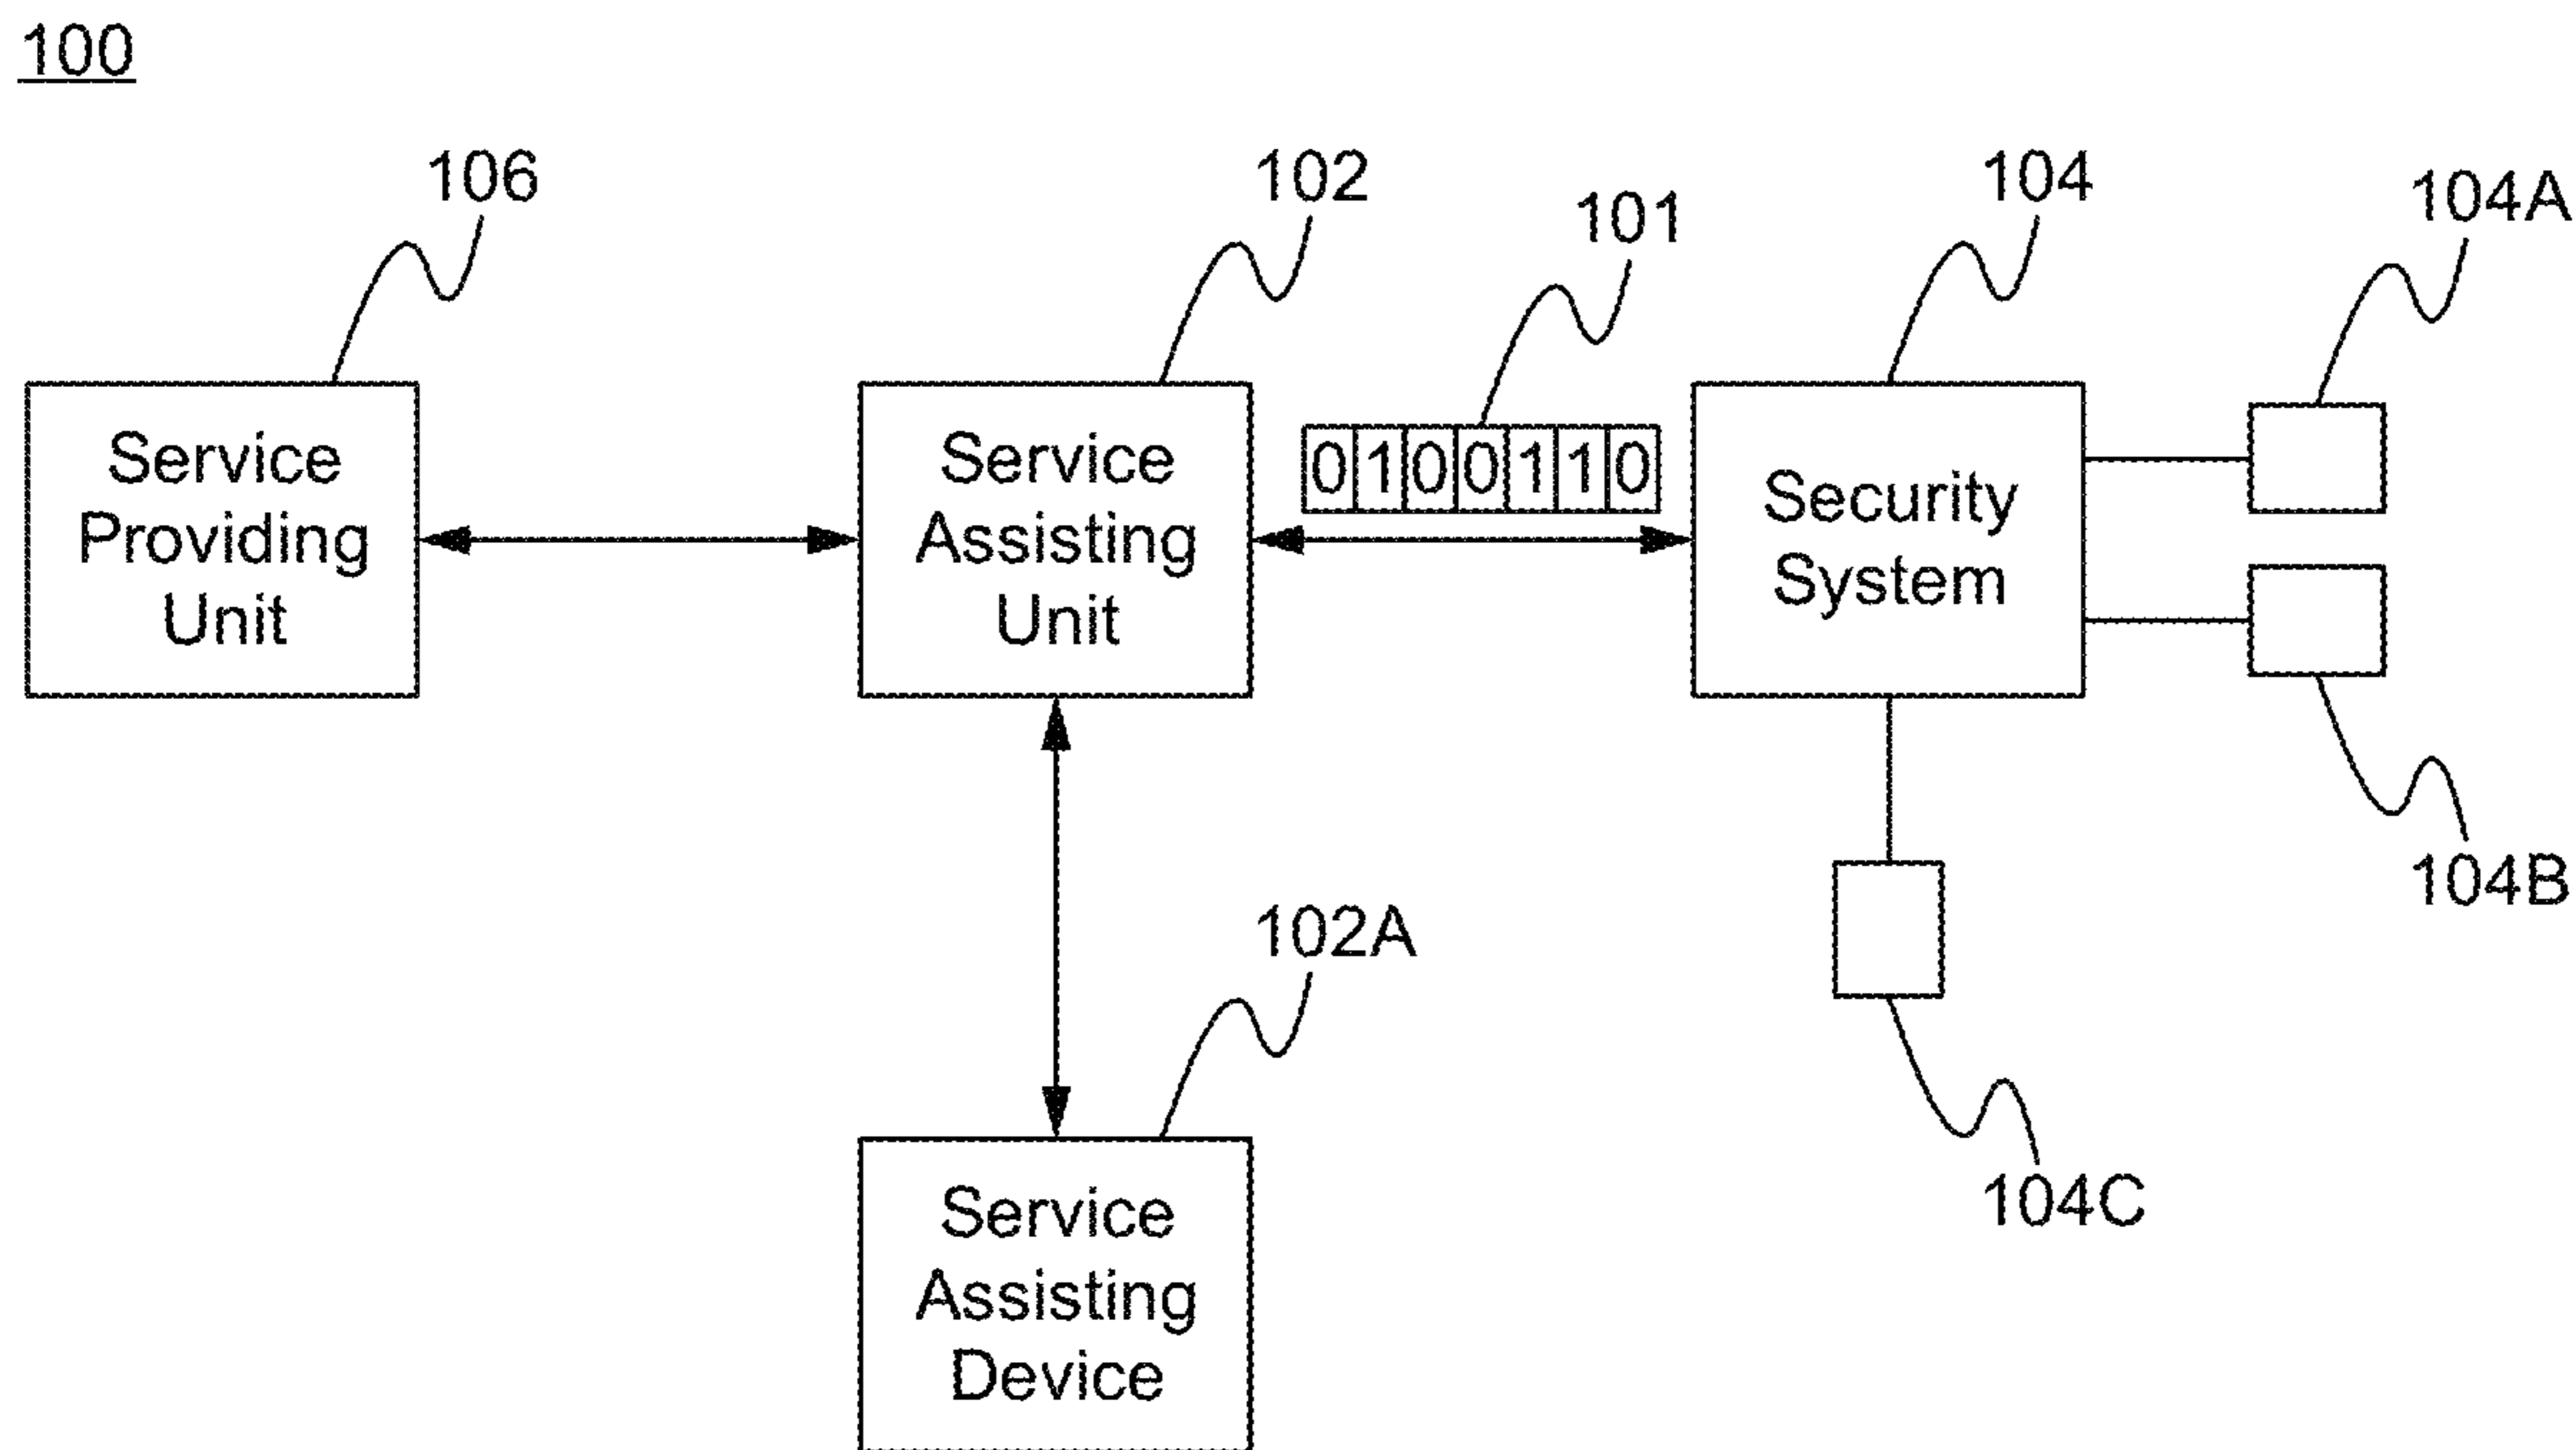 100
106
102
101
104
104A
Service
Providing
Unit
Service
Assisting
Unit
0 1 0 0 1 1 0
Security
System
104B
102A
104C
Service
Assisting
Device